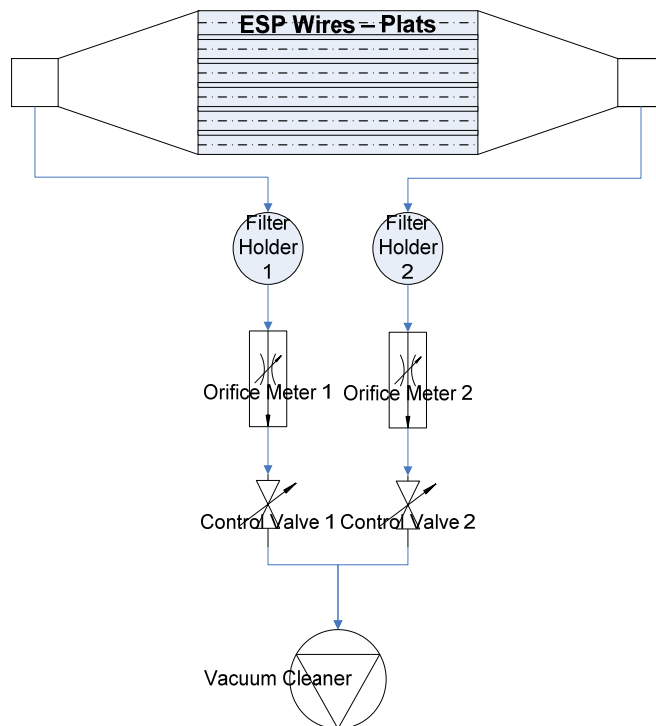 ESP Wires – Plats
Filter
Holder
1
Filter
Holder
2
Orifice Meter 1
Orifice Meter 2
Control Valve 1
Control Valve 2
Vacuum Cleaner